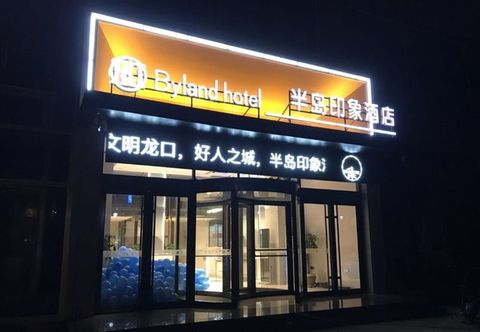 Byland hotel 半岛印象酒店
文明龙口，好人之城，半岛印象